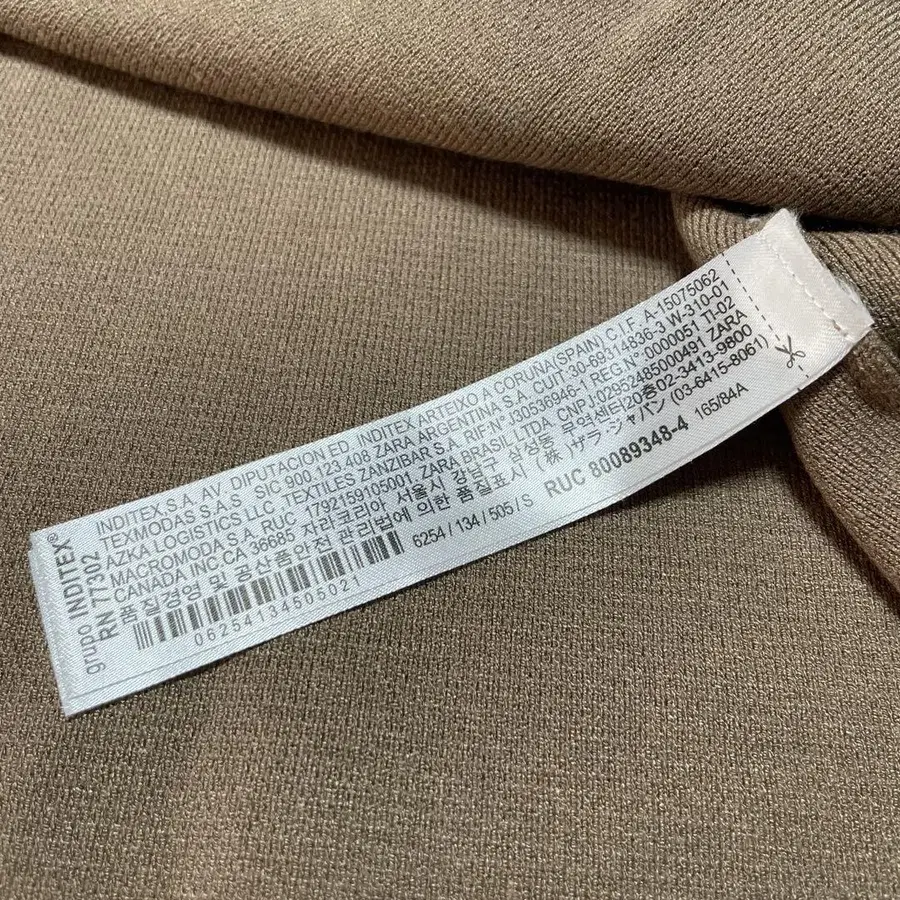 grupo INDITEX®
RN 77302
INDITEX S.A. AV. DIPUTACION ED. INDITEX ARTEIXO A CORUÑA(SPAIN) C.I.F. A-15075062
TEXMODAS S.A.S. SIC 900.123.408 ZARA ARGENTINA S.A. CUIT:30-69314836-3 W-310-01
AZKA LOGISTICS LLC TEXTILES ZANZIBAR S.A. RIF:Nº J30536946-1 REG.N°:0000051 TI-02
MACROMODA S.A. RUC 1792159105001 ZARA BRASIL LTDA. CNPJ:02952485000491 ZARA
CANADA INC.CA 36685 자라코리아 서울시 강남구 삼성동 무역센터20층02-3413-9800
품질경영 및 공산품안전 관리법에 의한 품질표시 (株)ザラ・ジャパン (03-6415-8061)
06254134505021
6254 / 134 / 505 / S
RUC 80089348-4
165/84A